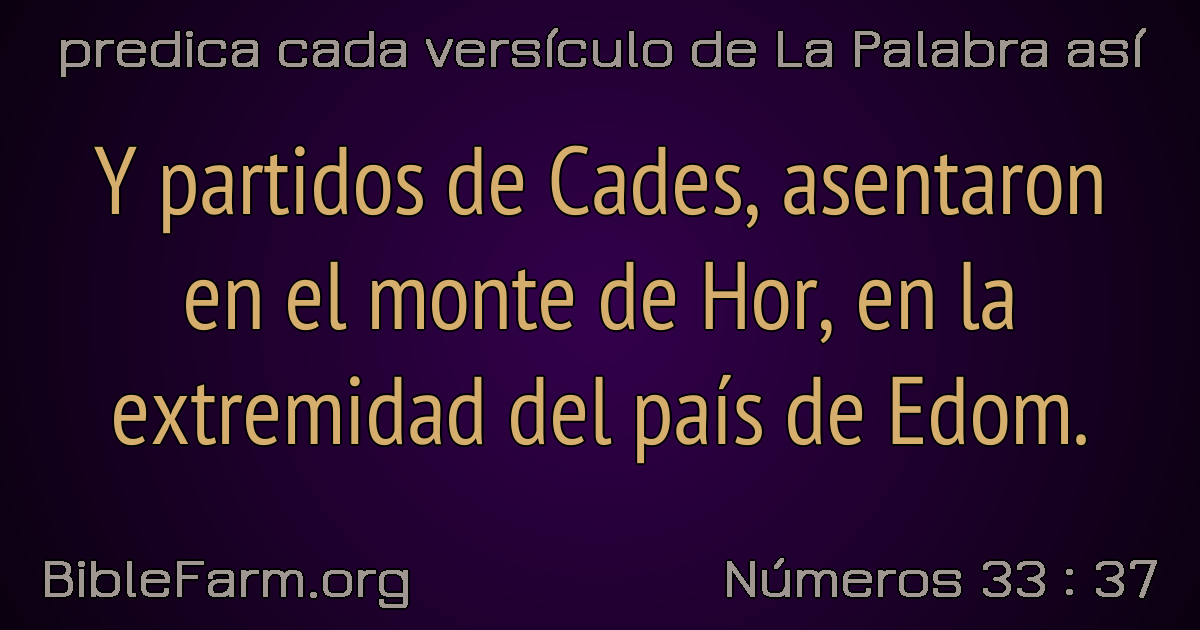 predica cada versículo de La Palabra así
Y partidos de Cades, asentaron
en el monte de Hor, en la
extremidad del país de Edom.
BibleFarm.org
Números 33 : 37